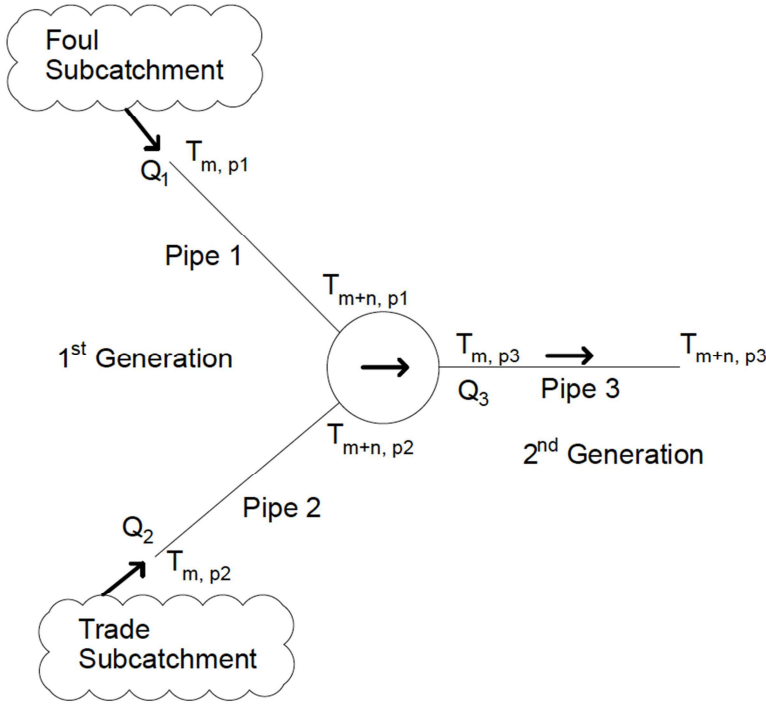 Foul
Subcatchment
Q1
Tm, p1
Pipe 1
Tm+n, p1
1st Generation
Tm, p3
Tm+n, p3
Q3
Pipe 3
Tm+n, p2
2nd Generation
Pipe 2
Q2
Tm, p2
Trade
Subcatchment